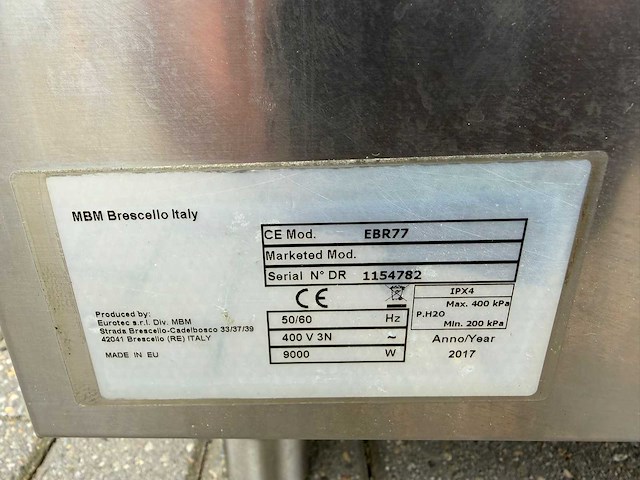 MBM Brescello Italy
CE Mod. EBR77
Marketed Mod.
Serial N° DR 1154782
CE
IPX4
P.H2O
Max. 400 kPa
Min. 200 kPa
50/60 Hz
400 V 3N ~
9000 W
Anno/Year
2017
Produced by:
Eurotec s.r.l. Div. MBM
Strada Brescello-Cadelbosco 33/37/39
42041 Brescello (RE) ITALY
MADE IN EU